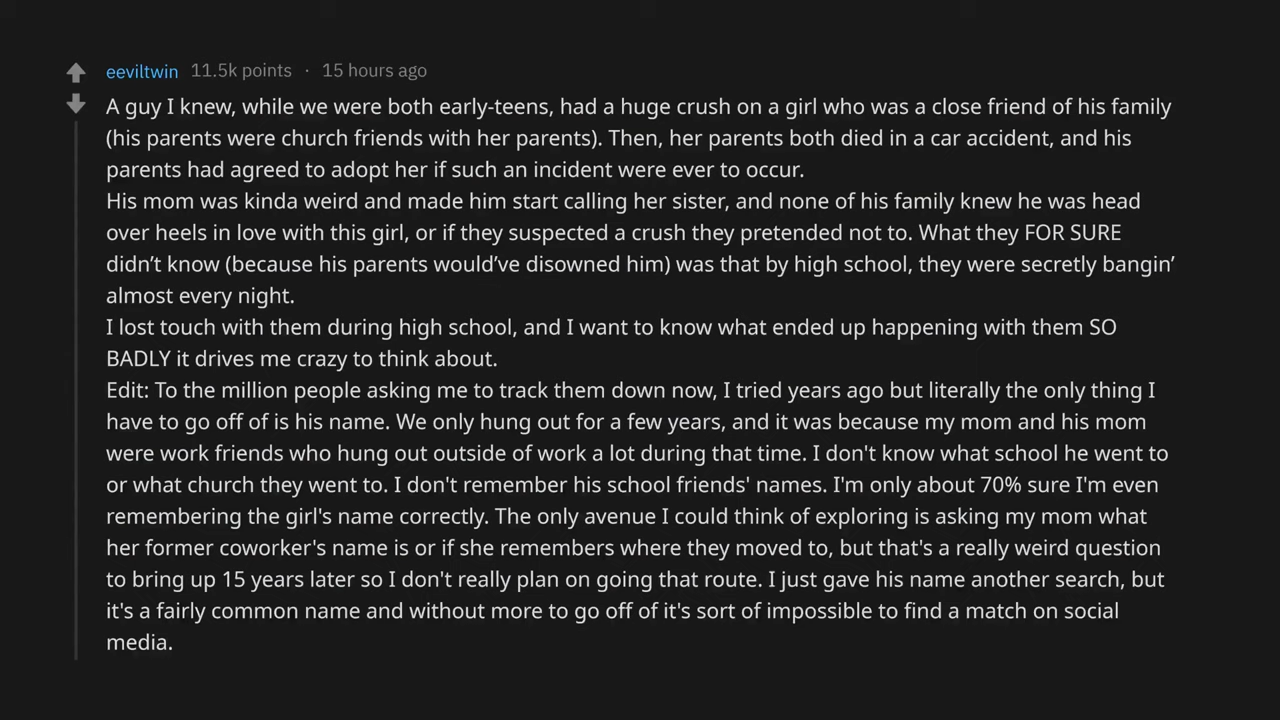 eeviltwin 11.5k points · 15 hours ago
A guy I knew, while we were both early-teens, had a huge crush on a girl who was a close friend of his family
(his parents were church friends with her parents). Then, her parents both died in a car accident, and his
parents had agreed to adopt her if such an incident were ever to occur.
His mom was kinda weird and made him start calling her sister, and none of his family knew he was head
over heels in love with this girl, or if they suspected a crush they pretended not to. What they FOR SURE
didn’t know (because his parents would’ve disowned him) was that by high school, they were secretly bangin’
almost every night.
I lost touch with them during high school, and I want to know what ended up happening with them SO
BADLY it drives me crazy to think about.
Edit: To the million people asking me to track them down now, I tried years ago but literally the only thing I
have to go off of is his name. We only hung out for a few years, and it was because my mom and his mom
were work friends who hung out outside of work a lot during that time. I don't know what school he went to
or what church they went to. I don't remember his school friends' names. I'm only about 70% sure I'm even
remembering the girl's name correctly. The only avenue I could think of exploring is asking my mom what
her former coworker's name is or if she remembers where they moved to, but that's a really weird question
to bring up 15 years later so I don't really plan on going that route. I just gave his name another search, but
it's a fairly common name and without more to go off of it's sort of impossible to find a match on social
media.